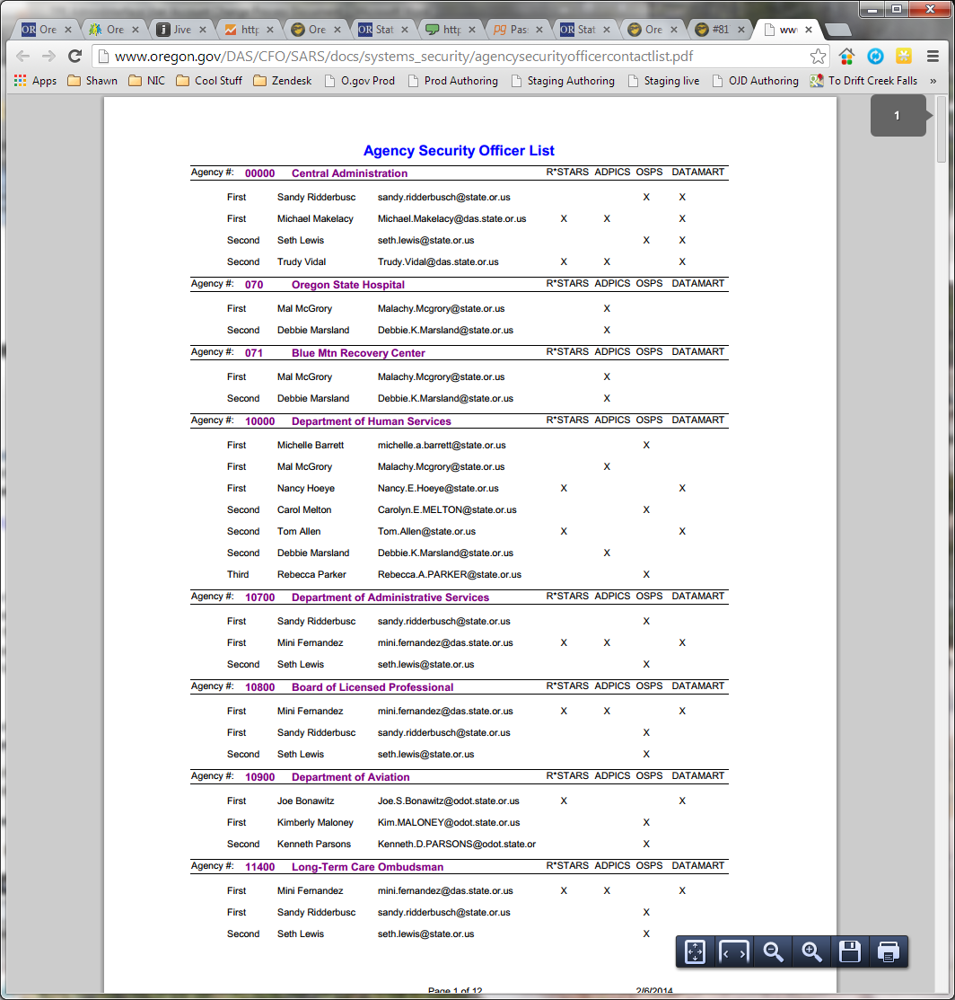 Ore Ore Jive http Ore Stat http Pas Stat Ore #81 ww
www.oregon.gov/DAS/CFO/SARS/docs/systems_security/agencysecurityofficercontactlist.pdf
Apps Shawn NIC Cool Stuff Zendesk O.gov Prod Prod Authoring Staging Authoring Staging live OJD Authoring To Drift Creek Falls »
1
Agency Security Officer List
Agency #: 00000 Central Administration R*STARS ADPICS OSPS DATAMART
First Sandy Ridderbusc sandy.ridderbusch@state.or.us X X
First Michael Makelacy Michael.Makelacy@das.state.or.us X X X
Second Seth Lewis seth.lewis@state.or.us X X
Second Trudy Vidal Trudy.Vidal@das.state.or.us X X X
Agency #: 070 Oregon State Hospital R*STARS ADPICS OSPS DATAMART
First Mal McGrory Malachy.Mcgrory@state.or.us X
Second Debbie Marsland Debbie.K.Marsland@state.or.us X
Agency #: 071 Blue Mtn Recovery Center R*STARS ADPICS OSPS DATAMART
First Mal McGrory Malachy.Mcgrory@state.or.us X
Second Debbie Marsland Debbie.K.Marsland@state.or.us X
Agency #: 10000 Department of Human Services R*STARS ADPICS OSPS DATAMART
First Michelle Barrett michelle.a.barrett@state.or.us X
First Mal McGrory Malachy.Mcgrory@state.or.us X
First Nancy Hoeye Nancy.E.Hoeye@state.or.us X X
Second Carol Melton Carolyn.E.MELTON@state.or.us X
Second Tom Allen Tom.Allen@state.or.us X X
Second Debbie Marsland Debbie.K.Marsland@state.or.us X
Third Rebecca Parker Rebecca.A.PARKER@state.or.us X
Agency #: 10700 Department of Administrative Services R*STARS ADPICS OSPS DATAMART
First Sandy Ridderbusc sandy.ridderbusch@state.or.us X
First Mini Fernandez mini.fernandez@das.state.or.us X X X
Second Seth Lewis seth.lewis@state.or.us X
Agency #: 10800 Board of Licensed Professional R*STARS ADPICS OSPS DATAMART
First Mini Fernandez mini.fernandez@das.state.or.us X X X
First Sandy Ridderbusc sandy.ridderbusch@state.or.us X
Second Seth Lewis seth.lewis@state.or.us X
Agency #: 10900 Department of Aviation R*STARS ADPICS OSPS DATAMART
First Joe Bonawitz Joe.S.Bonawitz@odot.state.or.us X X
First Kimberly Maloney Kim.MALONEY@odot.state.or.us X
Second Kenneth Parsons Kenneth.D.PARSONS@odot.state.or X
Agency #: 11400 Long-Term Care Ombudsman R*STARS ADPICS OSPS DATAMART
First Mini Fernandez mini.fernandez@das.state.or.us X X X
First Sandy Ridderbusc sandy.ridderbusch@state.or.us X
Second Seth Lewis seth.lewis@state.or.us X
Page 1 of 12 2/6/2014